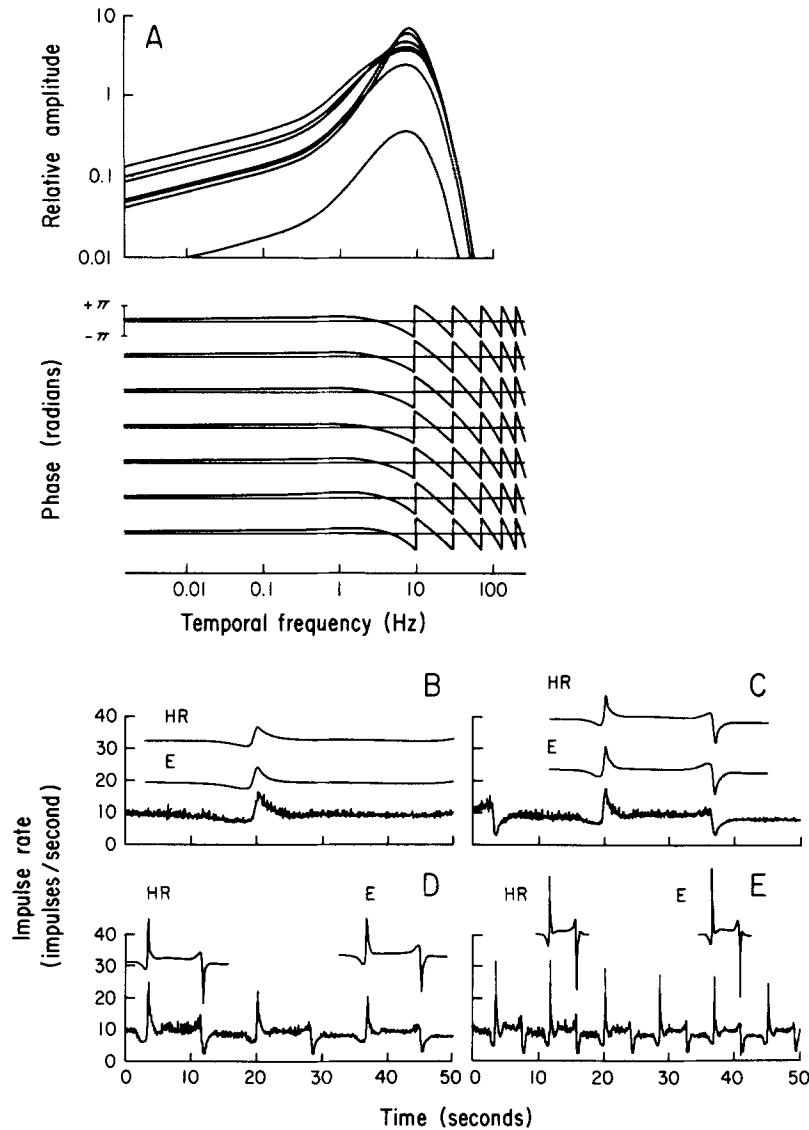 A
Relative amplitude
10
1
0.1
0.01
+π
-π
Phase (radians)
0.01 0.1 1 10 100
Temporal frequency (Hz)
B
HR
E
40
30
20
10
0
C
HR
E
Impulse rate
(impulses/second)
D
HR E
40
30
20
10
0
0 10 20 30 40 50
E
HR E
10 20 30 40 50
Time (seconds)